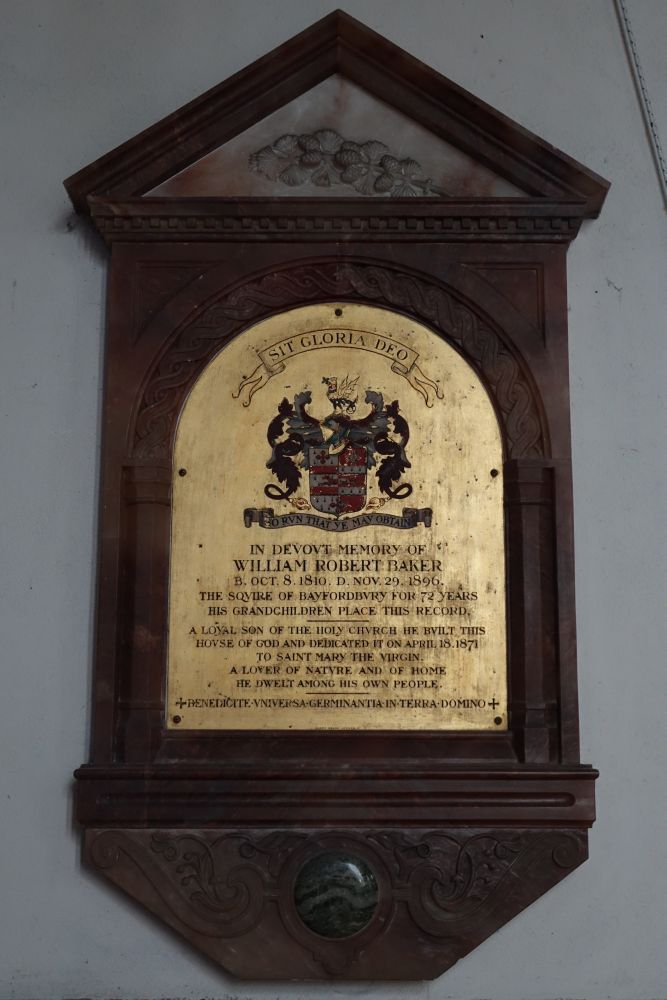 SIT GLORIA DEO
SO RVN THAT YE MAY OBTAIN
IN DEVOVT MEMORY OF
WILLIAM ROBERT BAKER
B. OCT. 8. 1810. D. NOV. 29. 1896.
THE SQVIRE OF BAYFORDBVRY FOR 72 YEARS
HIS GRANDCHILDREN PLACE THIS RECORD.
A LOYAL SON OF THE HOLY CHVRCH HE BVILT THIS
HOVSE OF GOD AND DEDICATED IT ON APRIL 18. 1871
TO SAINT MARY THE VIRGIN.
A LOVER OF NATVRE AND OF HOME
HE DWELT AMONG HIS OWN PEOPLE.
BENEDICITE·VNIVERSA·GERMINANTIA·IN·TERRA·DOMINO